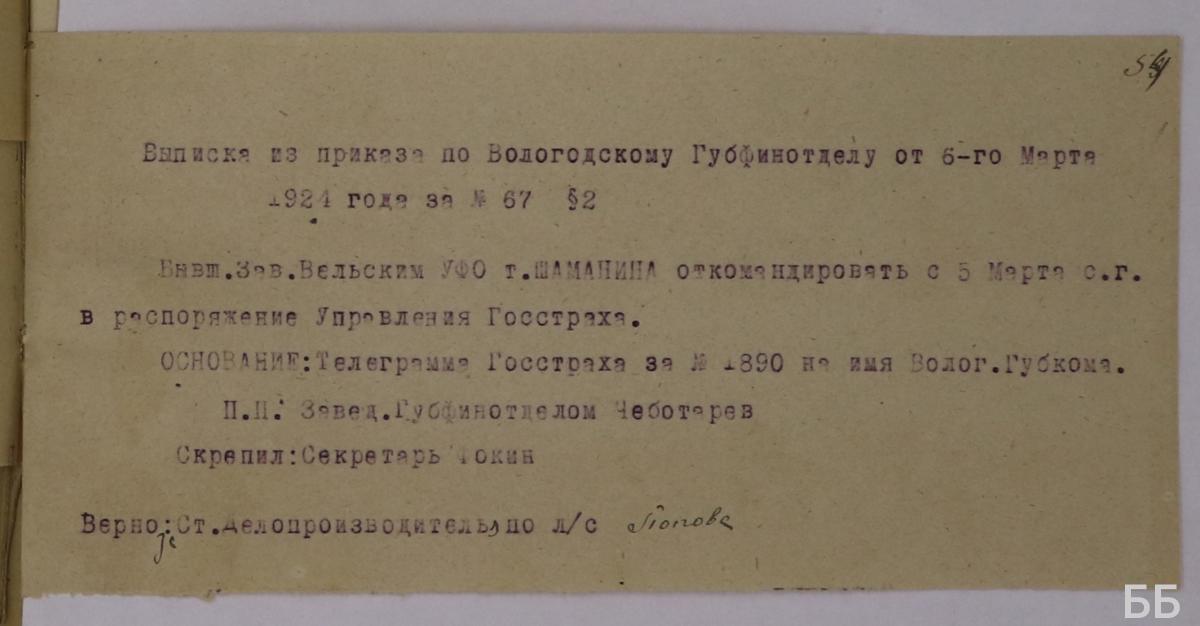 Выписка из приказа по Вологодскому Губфинотделу от 6-го Марта
1924 года за № 67 §2
Бывш.Зав.Вельским УФО т.ШАМАНИНА откомандировать с 5 Марта с.г.
в распоряжение Управления Госстраха.
ОСНОВАНИЕ:Телеграмма Госстраха за № 1890 на имя Волог.Губкома.
П.П. Завед.Губфинотделом Чеботарев
Скрепил:Секретарь Фокин
Верно:Ст.Делопроизводитель по л/с Попова
ББ